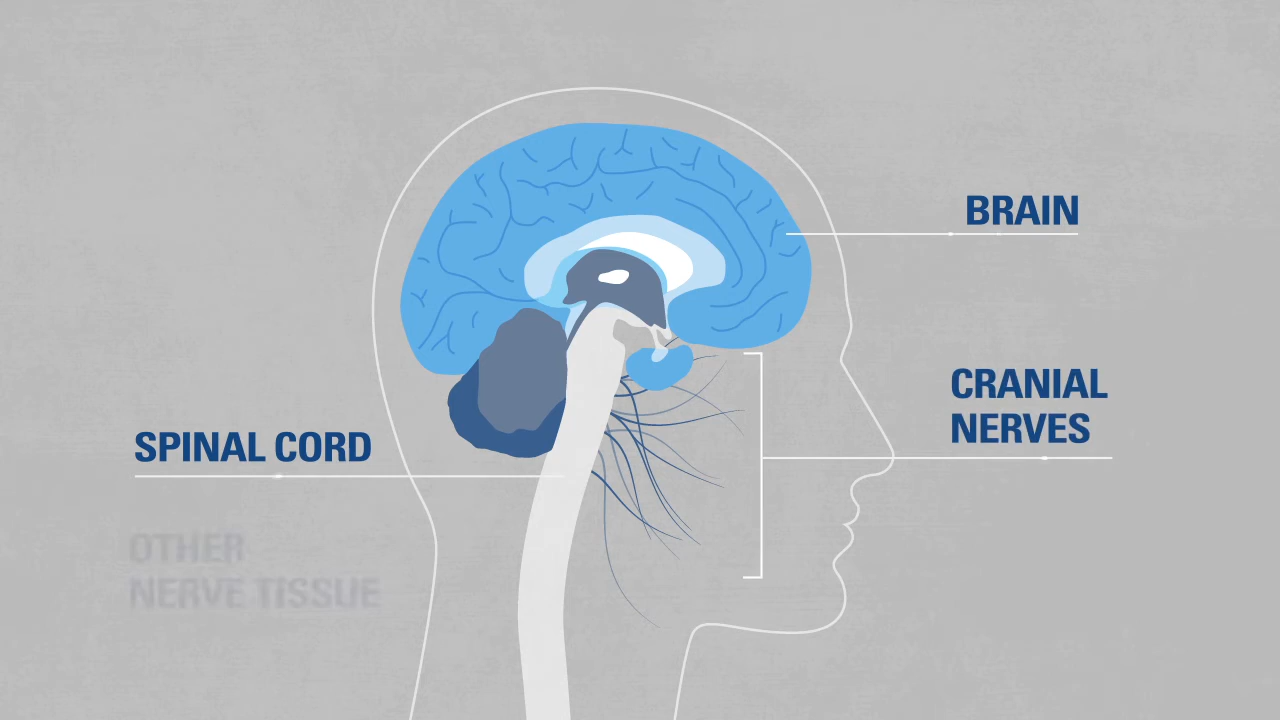 BRAIN
CRANIAL
NERVES
SPINAL CORD
OTHER
NERVE TISSUE